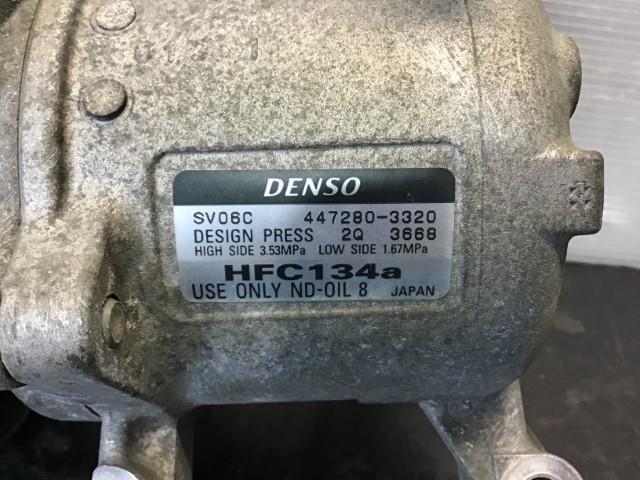 DENSO
SV06C 447280-3320
DESIGN PRESS 2Q 3668
HIGH SIDE 3.53MPa LOW SIDE 1.67MPa
HFC134a
USE ONLY ND-OIL 8 JAPAN